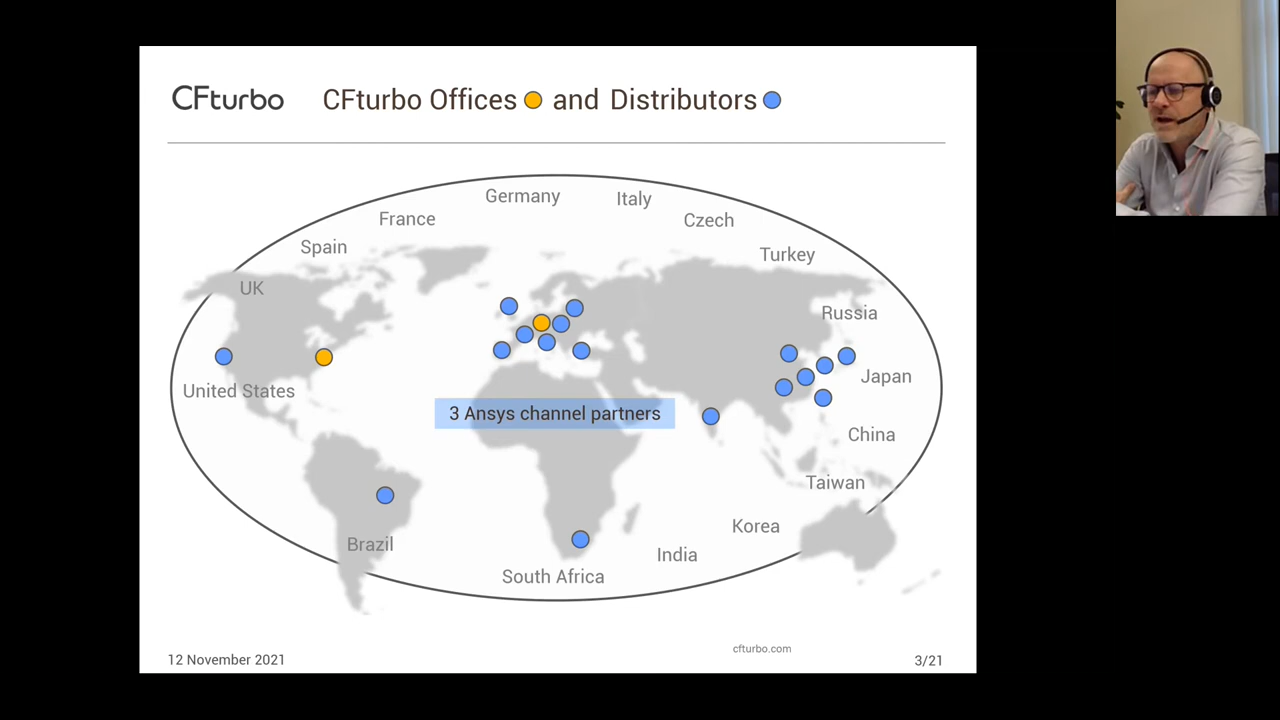 CFturbo
CFturbo Offices and Distributors
Germany
Italy
France
Czech
Spain
Turkey
UK
Russia
Japan
United States
3 Ansys channel partners
China
Taiwan
Korea
Brazil
India
South Africa
12 November 2021
cfturbo.com
3/21